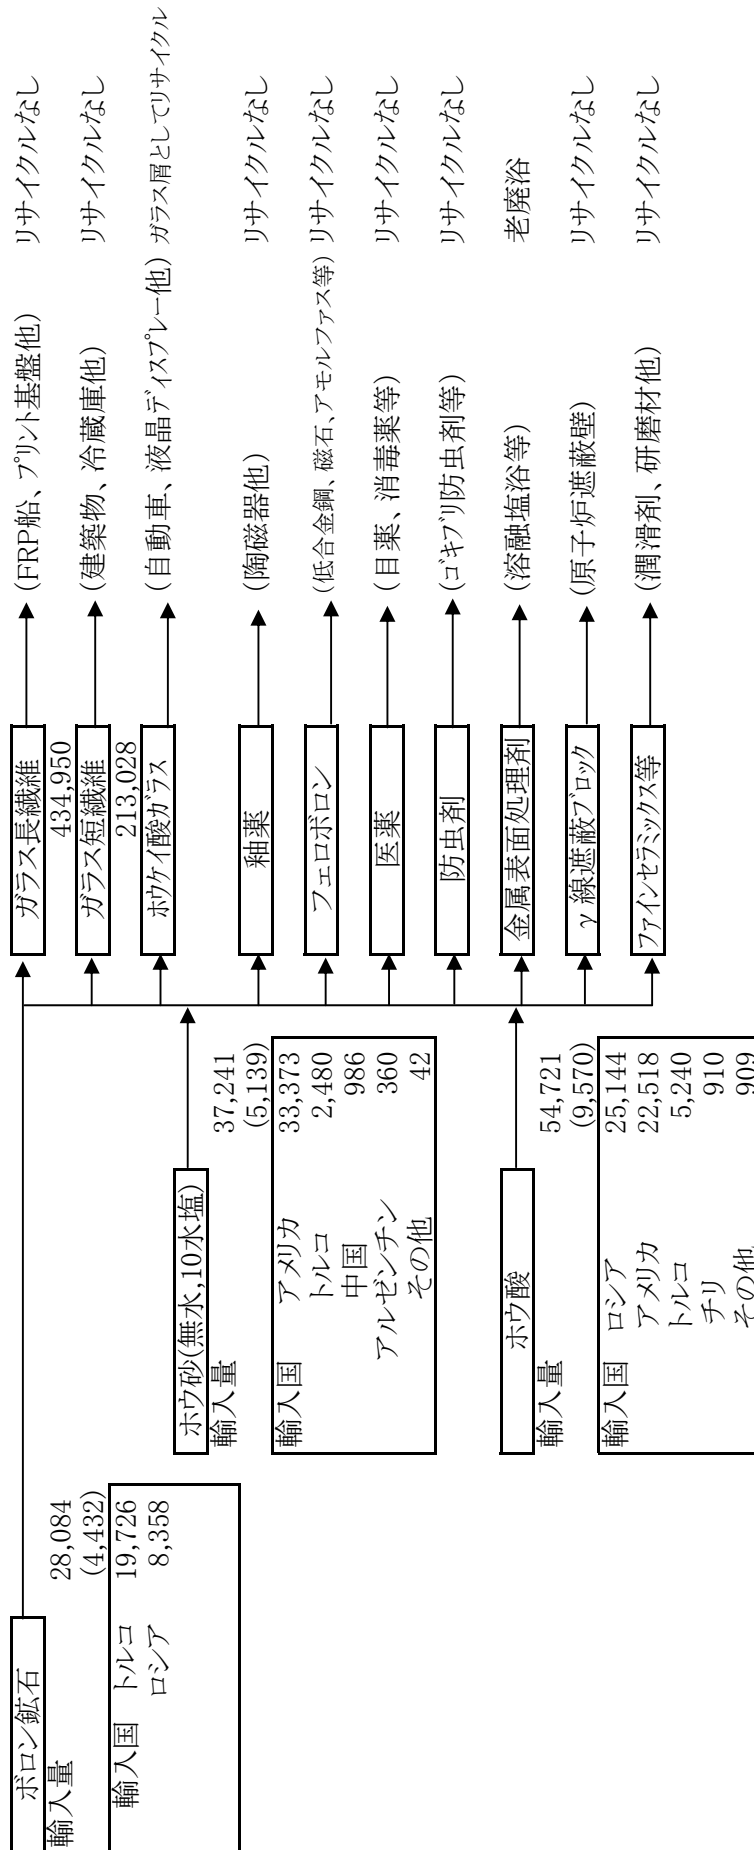 ボロン鉱石
輸入量
28,084
(4,432)
輸入国 トルコ 19,726
ロシア 8,358
ホウ砂(無水,10水塩)
輸入量
37,241
(5,139)
輸入国 アメリカ 33,373
トルコ 2,480
中国 986
アルゼンチン 360
その他 42
ホウ酸
輸入量
54,721
(9,570)
輸入国 ロシア 25,144
アメリカ 22,518
トルコ 5,240
チリ 910
その他 909
ガラス長繊維 (FRP船、プリント基盤他) リサイクルなし
434,950
ガラス短繊維 (建築物、冷蔵庫他) リサイクルなし
213,028
ホウケイ酸ガラス (自動車、液晶ディスプレー他) ガラス屑としてリサイクル
釉薬 (陶磁器他) リサイクルなし
フェロボロン (低合金鋼、磁石、アモルファス等) リサイクルなし
医薬 (目薬、消毒薬等) リサイクルなし
防虫剤 (ゴキブリ防虫剤等) リサイクルなし
金属表面処理剤 (溶融塩浴等) 老廃浴
γ線遮蔽ブロック (原子炉遮蔽壁) リサイクルなし
ファインセラミックス等 (潤滑剤、研磨材他) リサイクルなし